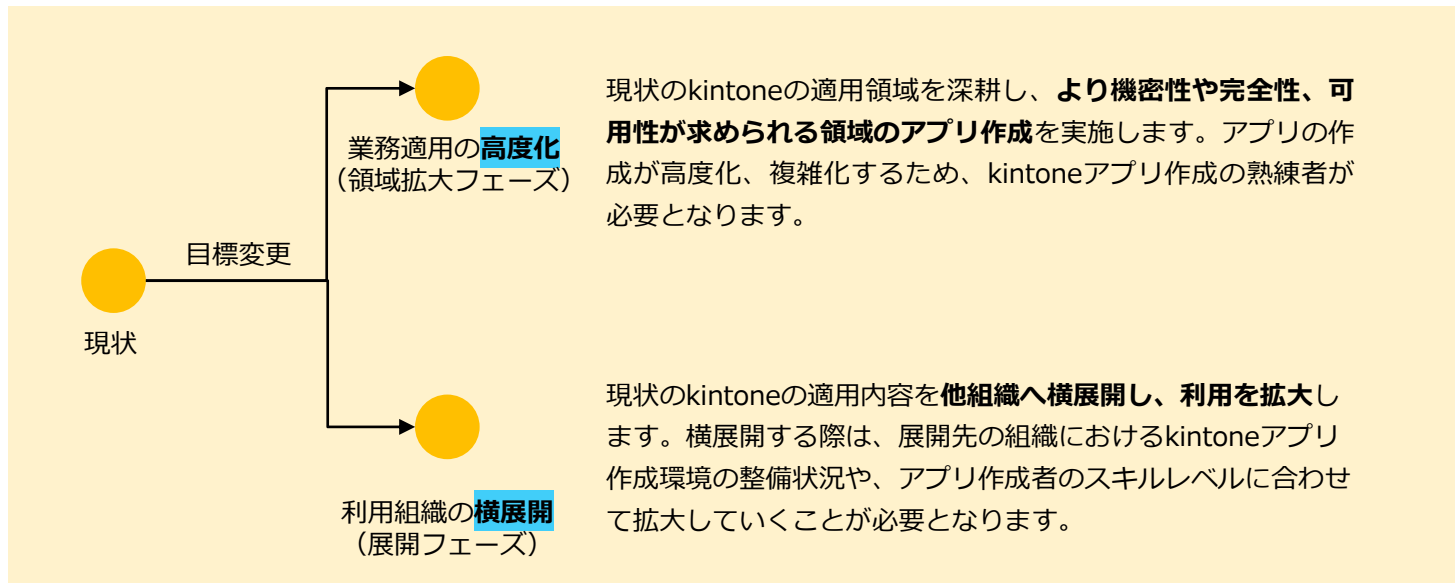 業務適用の高度化
（領域拡大フェーズ）
現状のkintoneの適用領域を深耕し、より機密性や完全性、可
用性が求められる領域のアプリ作成を実施します。アプリの作
成が高度化、複雑化するため、kintoneアプリ作成の熟練者が
必要となります。
目標変更
現状
利用組織の横展開
（展開フェーズ）
現状のkintoneの適用内容を他組織へ横展開し、利用を拡大し
ます。横展開する際は、展開先の組織におけるkintoneアプリ
作成環境の整備状況や、アプリ作成者のスキルレベルに合わせ
て拡大していくことが必要となります。